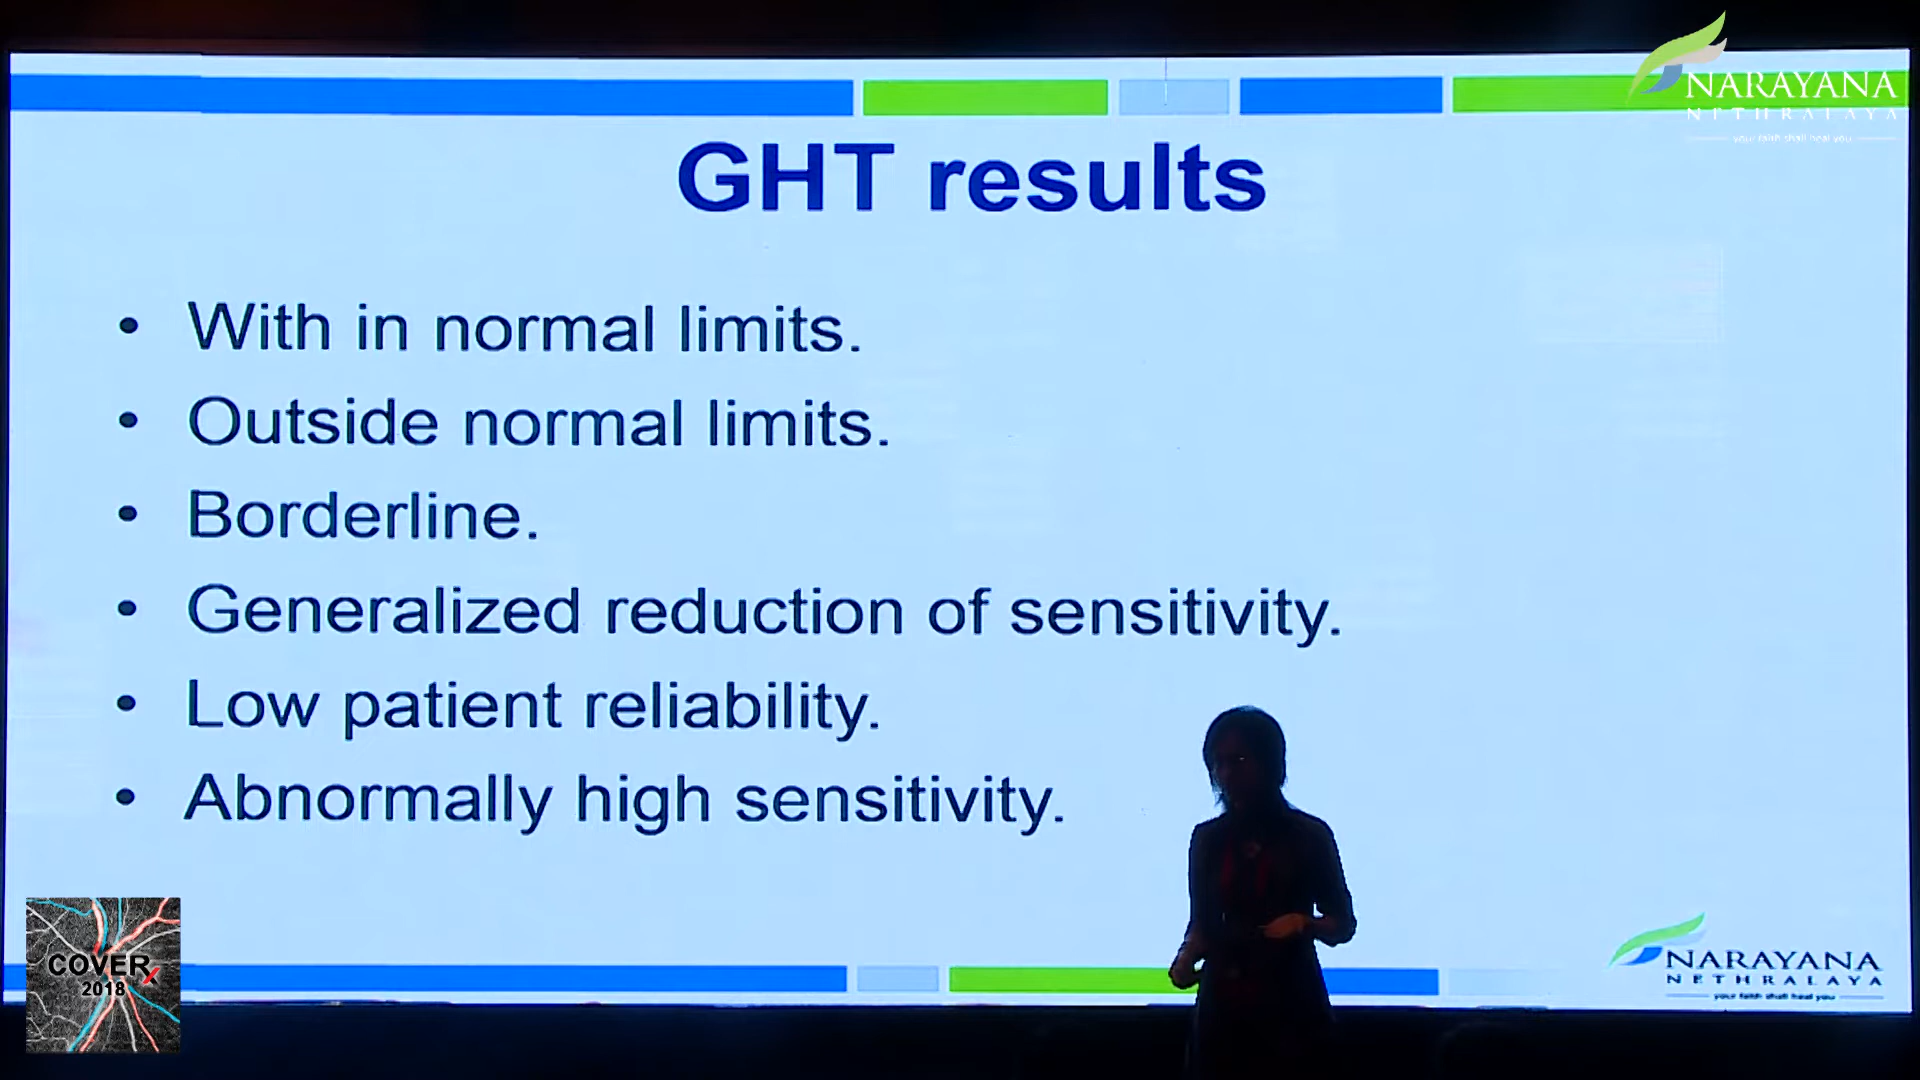 NARAYANA
NETHRALAYA
your faith shall heal you
GHT results
• With in normal limits.
• Outside normal limits.
• Borderline.
• Generalized reduction of sensitivity.
• Low patient reliability.
• Abnormally high sensitivity.
COVERx
2018
NARAYANA
NETHRALAYA
your faith shall heal you